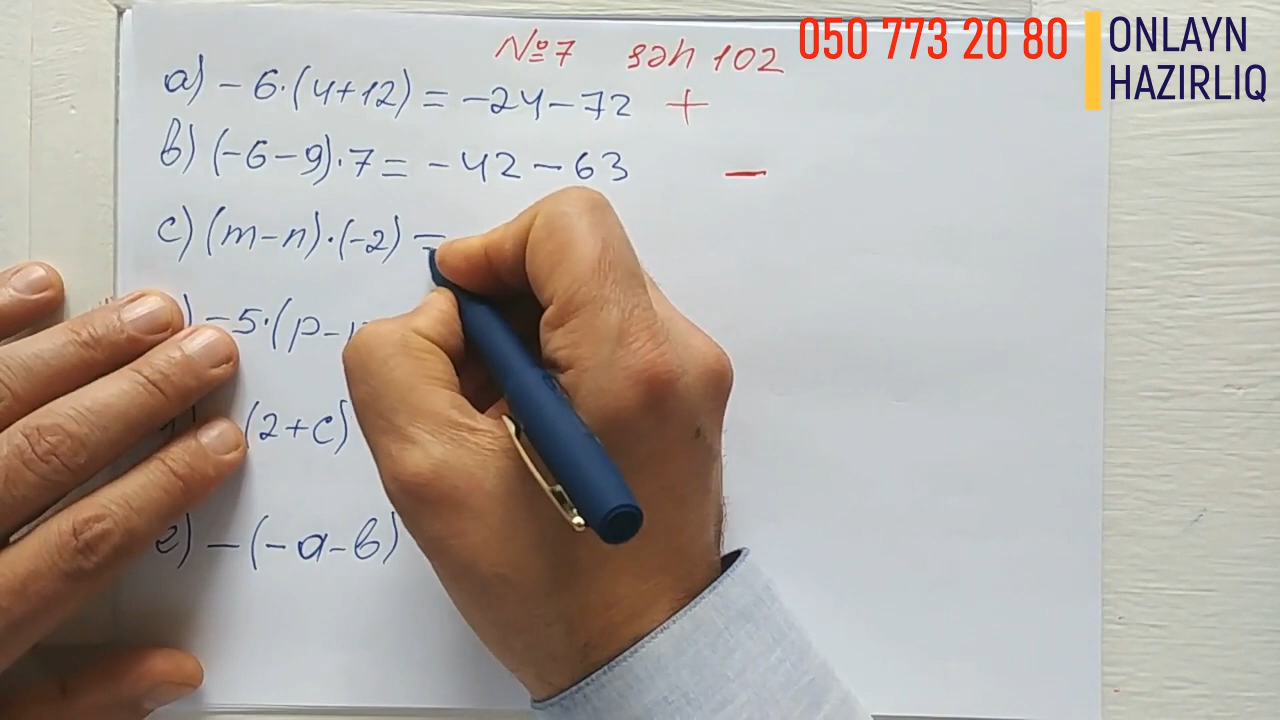 050 773 20 80
ONLAYN
HAZIRLIQ
№7 səh 102
a) -6·(4+12) = -24-72 +
b) (-6-9)·7 = -42-63 -
c) (m-n)·(-2) =
) -5·(p-
-(2+c)
e) -(-a-b)